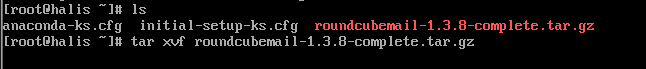 [root@halis ~]# ls
anaconda-ks.cfg  initial-setup-ks.cfg  roundcubemail-1.3.8-complete.tar.gz
[root@halis ~]# tar xvf roundcubemail-1.3.8-complete.tar.gz